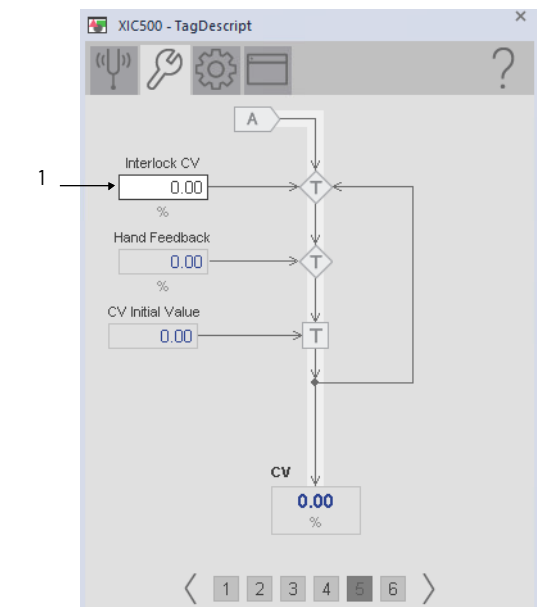 XIC500 - TagDescript
×
?
A
Interlock CV
1
0.00
T
%
Hand Feedback
0.00
T
%
CV Initial Value
0.00
T
CV
0.00
%
1 2 3 4 5 6